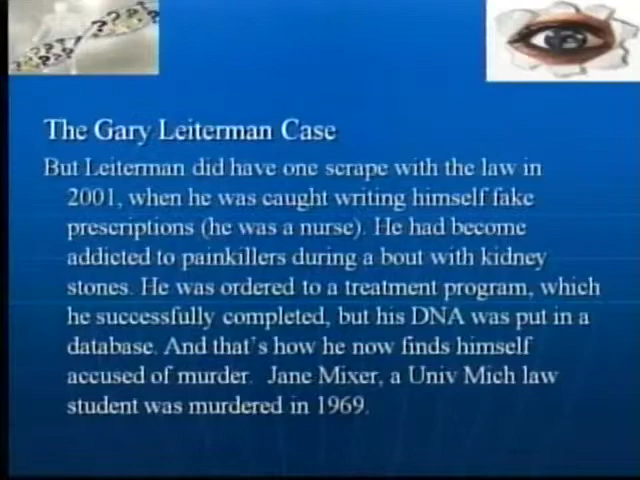 The Gary Leiterman Case
But Leiterman did have one scrape with the law in
2001, when he was caught writing himself fake
prescriptions (he was a nurse). He had become
addicted to painkillers during a bout with kidney
stones. He was ordered to a treatment program, which
he successfully completed, but his DNA was put in a
database. And that's how he now finds himself
accused of murder. Jane Mixer, a Univ Mich law
student was murdered in 1969.